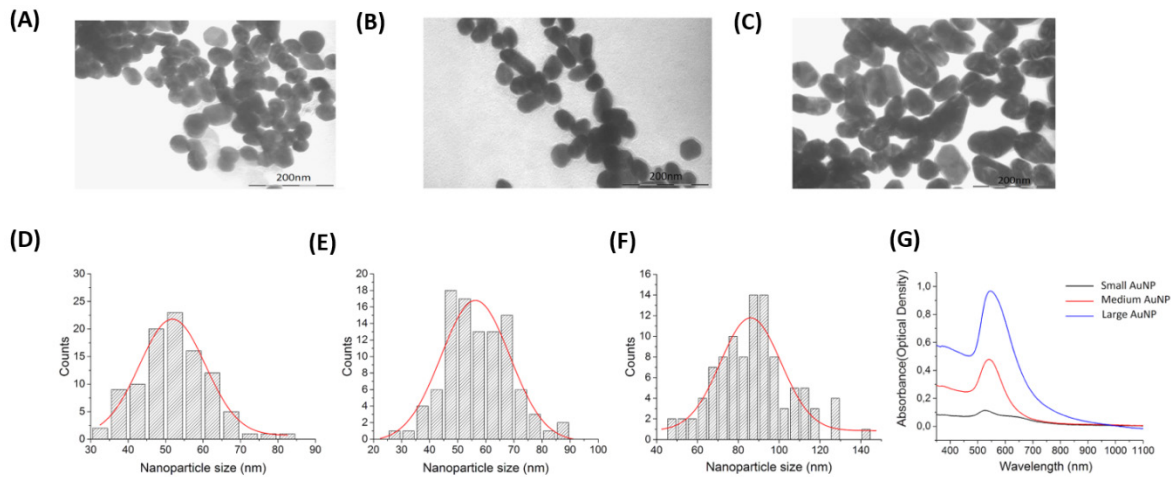 (A)
200nm
(B)
200nm
(C)
200nm
(D)
30
25
20
15
10
5
0
Counts
30 40 50 60 70 80 90
Nanoparticle size (nm)
(E)
20
18
16
14
12
10
8
6
4
2
0
Counts
20 30 40 50 60 70 80 90 100
Nanoparticle size (nm)
(F)
16
14
12
10
8
6
4
2
0
Counts
40 60 80 100 120 140
Nanoparticle size (nm)
(G)
Small AuNP
Medium AuNP
Large AuNP
1,0
0,8
0,6
0,4
0,2
0,0
Absorbance(Optical Density)
400 500 600 700 800 900 1000 1100
Wavelength (nm)